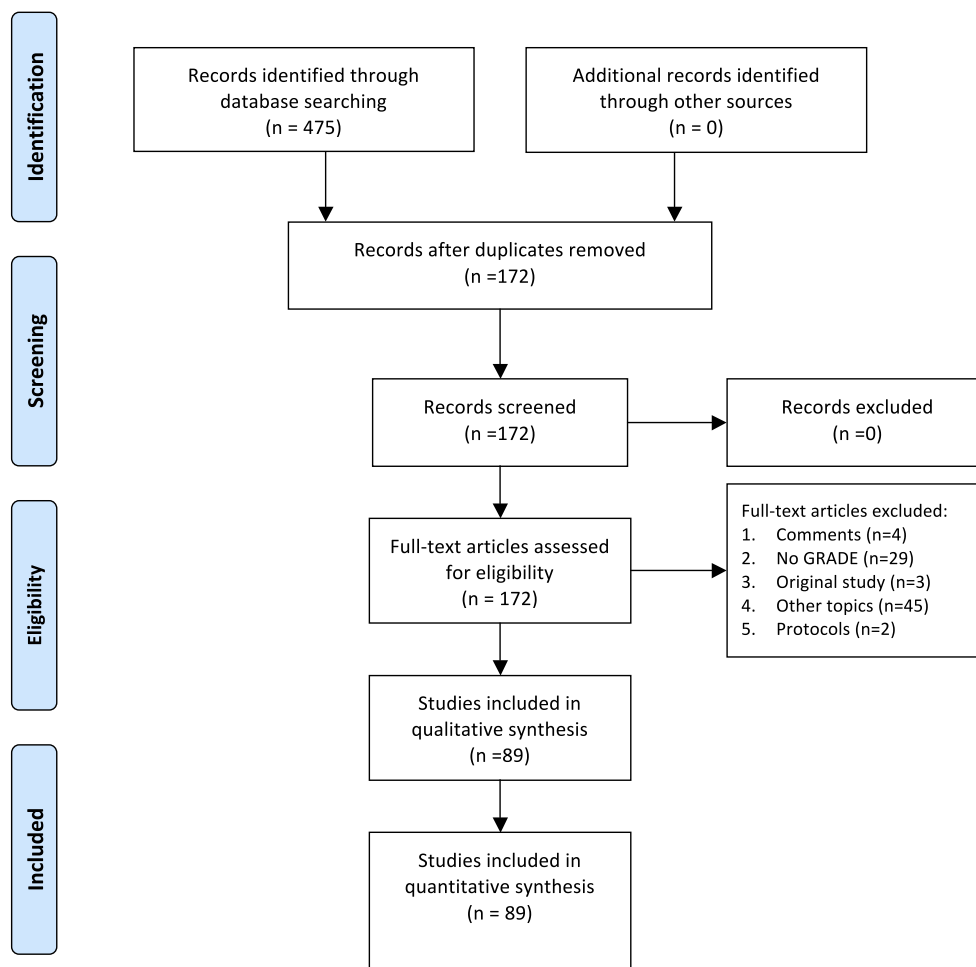 Identification
Records identified through
database searching
(n = 475)
Additional records identified
through other sources
(n = 0)
Records after duplicates removed
(n =172)
Screening
Records screened
(n =172)
Records excluded
(n =0)
Eligibility
Full-text articles assessed
for eligibility
(n = 172)
Full-text articles excluded:
1. Comments (n=4)
2. No GRADE (n=29)
3. Original study (n=3)
4. Other topics (n=45)
5. Protocols (n=2)
Studies included in
qualitative synthesis
(n =89)
Included
Studies included in
quantitative synthesis
(n = 89)